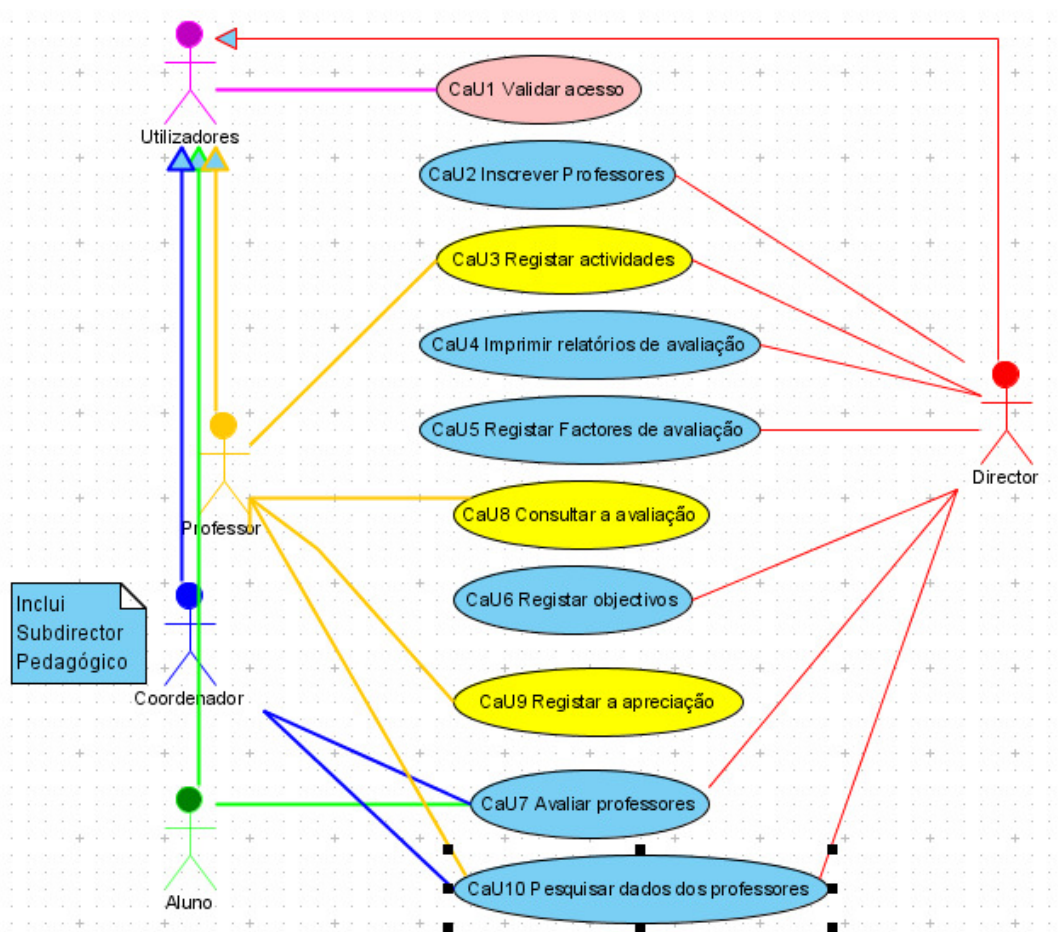 CaU1 Validar acesso
Utilizadores
CaU2 Inscrever Professores
CaU3 Registar actividades
CaU4 Imprimir relatórios de avaliação
CaU5 Registar Factores de avaliação
Director
CaU8 Consultar a avaliação
Professor
CaU6 Registar objectivos
Inclui
Subdirector
Pedagógico
Coordenador
CaU9 Registar a apreciação
CaU7 Avaliar professores
CaU10 Pesquisar dados dos professores
Aluno